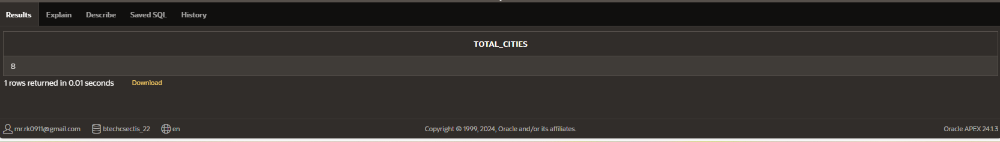 Results Explain Describe Saved SQL History
TOTAL_CITIES
8
1 rows returned in 0.01 seconds Download
mr.rk0911@gmail.com btechcsectis_22 en Copyright © 1999, 2024, Oracle and/or its affiliates. Oracle APEX 24.1.3